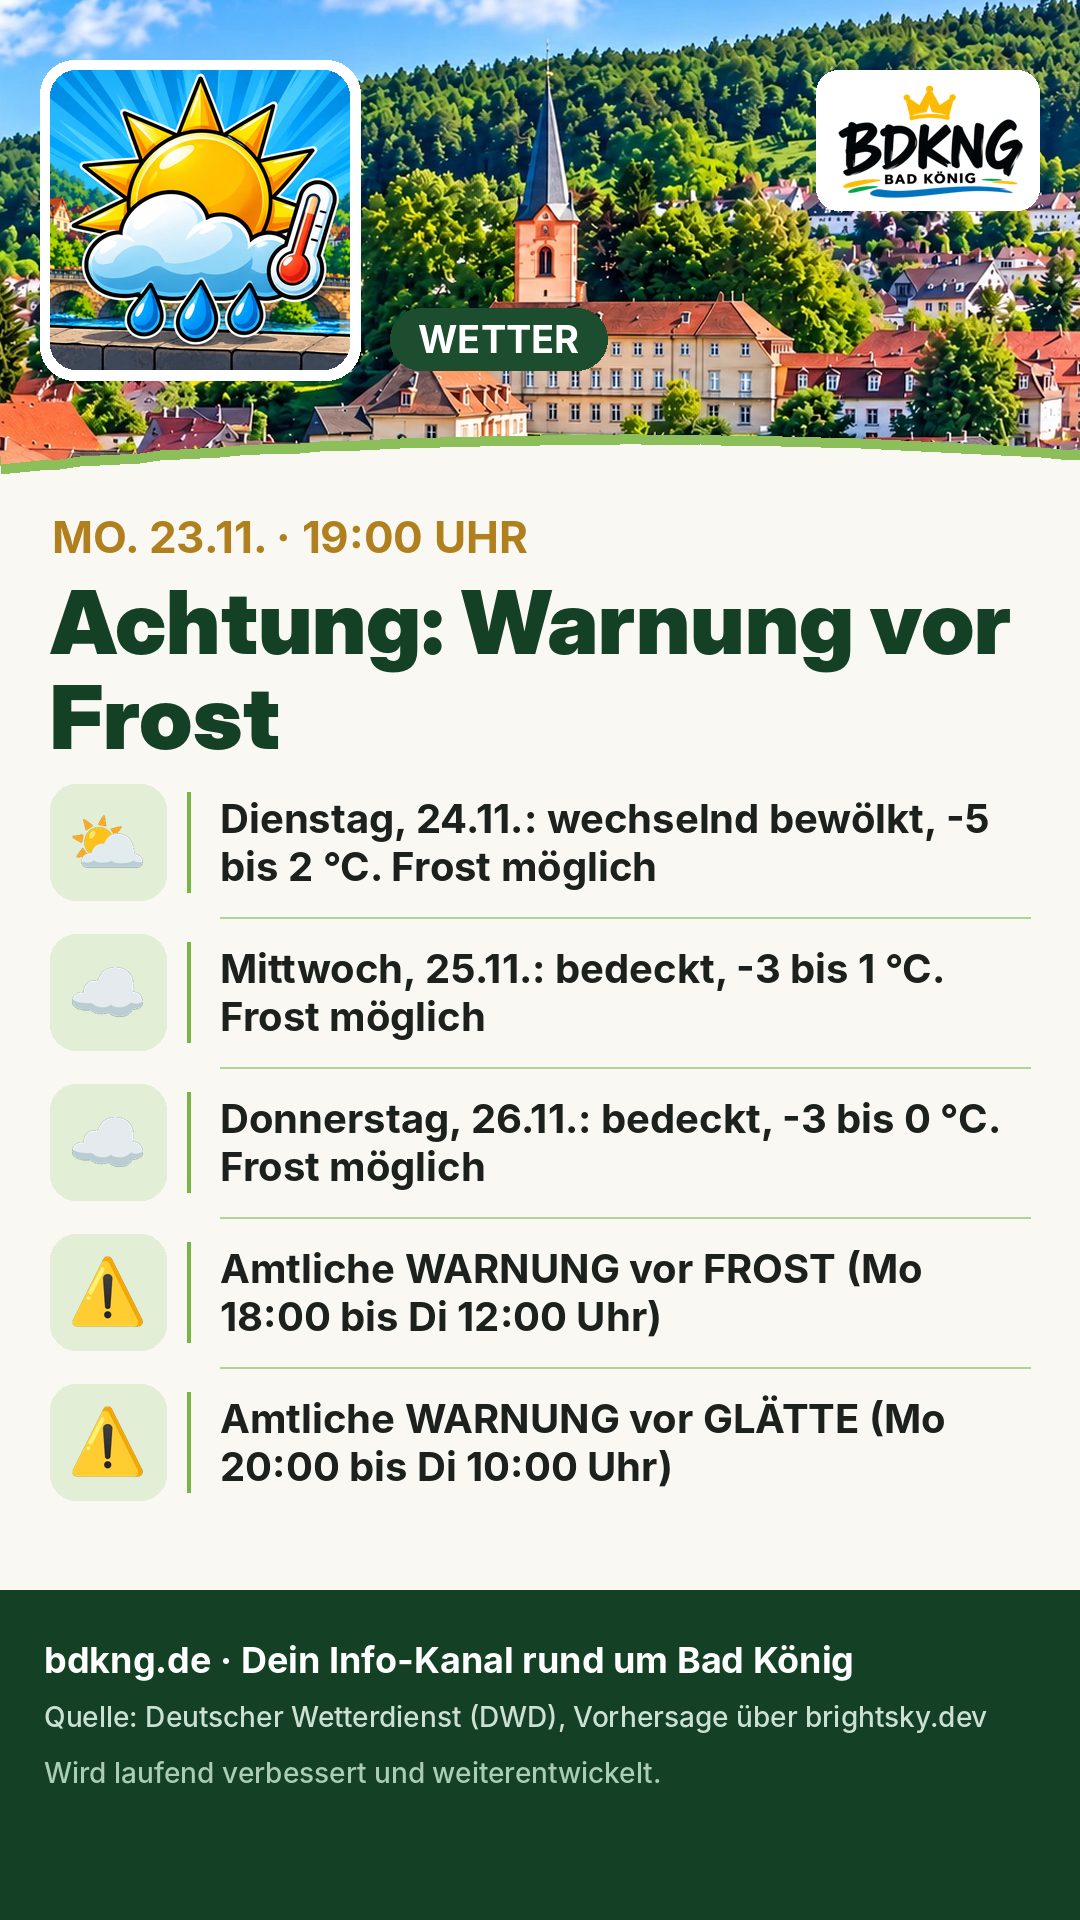 BDKNG
BAD KÖNIG
WETTER
MO. 23.11. · 19:00 UHR
Achtung: Warnung vor
Frost
Dienstag, 24.11.: wechselnd bewölkt, -5
bis 2 °C. Frost möglich
Mittwoch, 25.11.: bedeckt, -3 bis 1 °C.
Frost möglich
Donnerstag, 26.11.: bedeckt, -3 bis 0 °C.
Frost möglich
Amtliche WARNUNG vor FROST (Mo
18:00 bis Di 12:00 Uhr)
Amtliche WARNUNG vor GLÄTTE (Mo
20:00 bis Di 10:00 Uhr)
bdkng.de · Dein Info-Kanal rund um Bad König
Quelle: Deutscher Wetterdienst (DWD), Vorhersage über brightsky.dev
Wird laufend verbessert und weiterentwickelt.